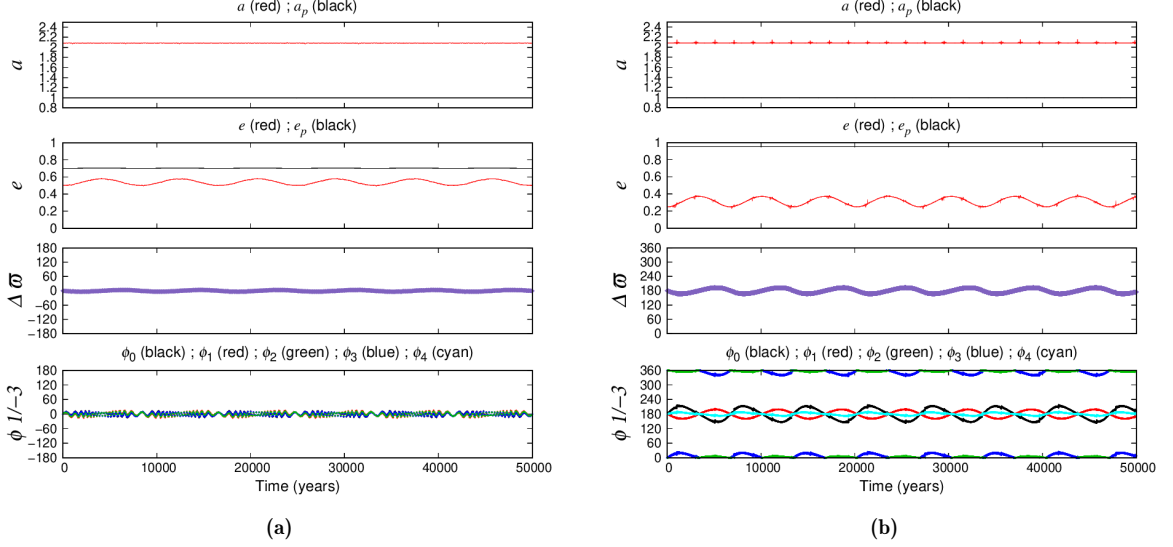 a (red) ; a_p (black)
2.4
2.2
2
1.8
1.6
1.4
1.2
1
0.8
a
e (red) ; e_p (black)
1
0.8
0.6
0.4
0.2
0
e
180
120
60
0
−60
−120
−180
Δϖ
ϕ_0 (black) ; ϕ_1 (red) ; ϕ_2 (green) ; ϕ_3 (blue) ; ϕ_4 (cyan)
180
120
60
0
−60
−120
−180
ϕ 1/−3
0 10000 20000 30000 40000 50000
Time (years)
(a)
a (red) ; a_p (black)
2.4
2.2
2
1.8
1.6
1.4
1.2
1
0.8
a
e (red) ; e_p (black)
1
0.8
0.6
0.4
0.2
0
e
360
300
240
180
120
60
0
Δϖ
ϕ_0 (black) ; ϕ_1 (red) ; ϕ_2 (green) ; ϕ_3 (blue) ; ϕ_4 (cyan)
360
300
240
180
120
60
0
ϕ 1/−3
0 10000 20000 30000 40000 50000
Time (years)
(b)